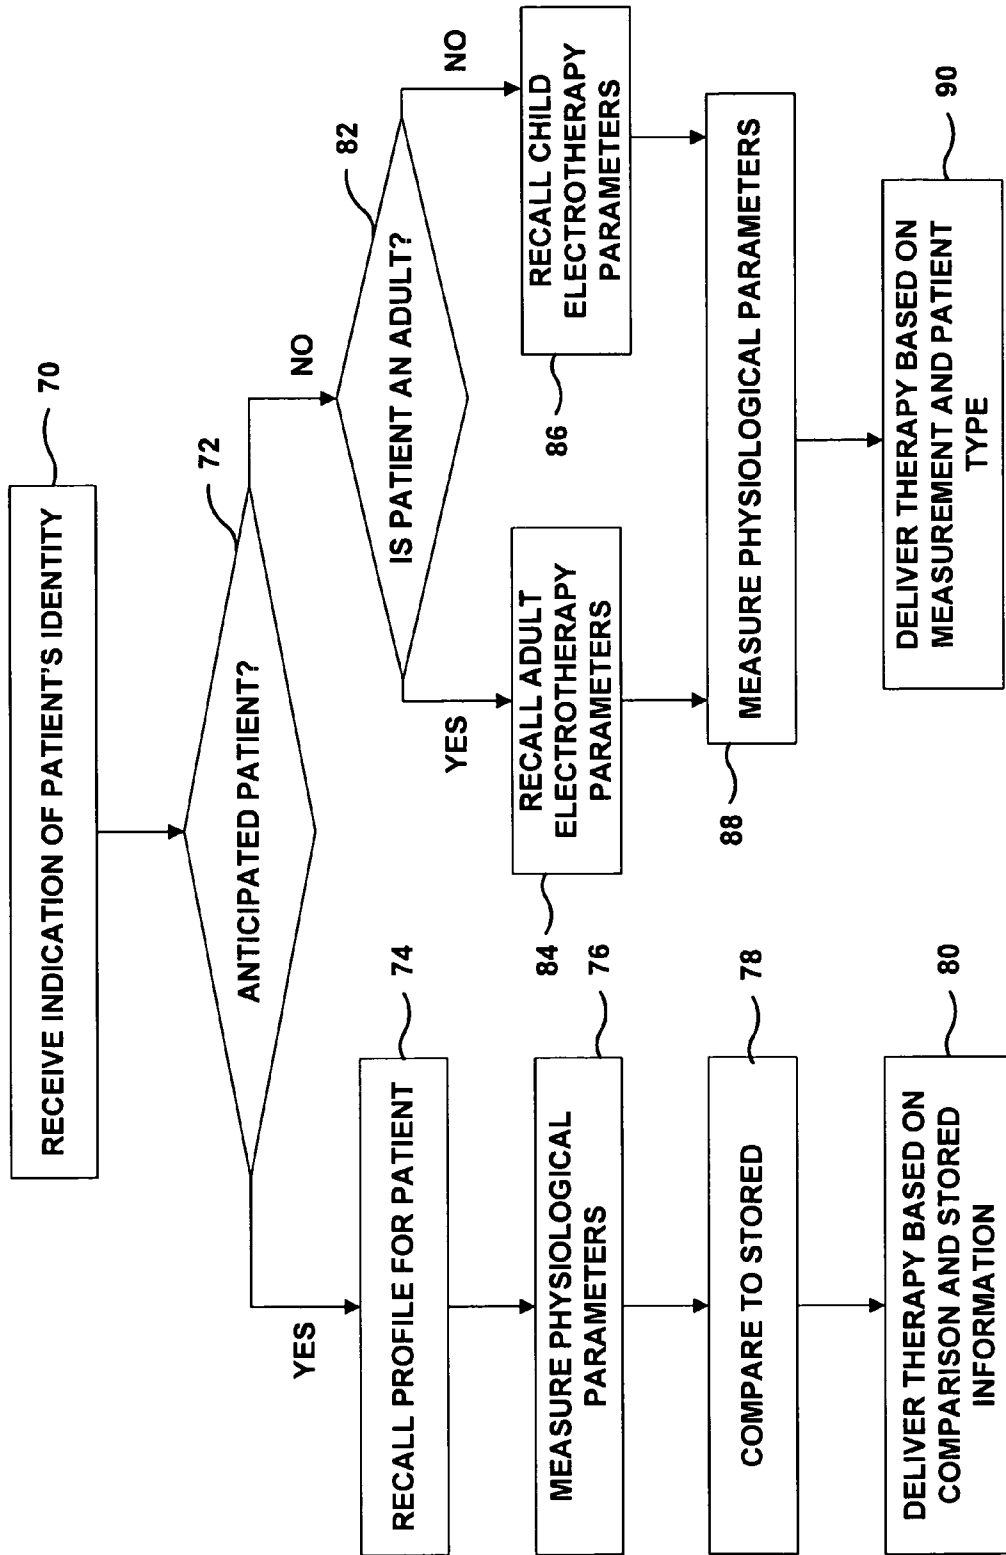 RECEIVE INDICATION OF PATIENT'S IDENTITY
70
ANTICIPATED PATIENT?
72
YES
NO
RECALL PROFILE FOR PATIENT
74
MEASURE PHYSIOLOGICAL
PARAMETERS
76
COMPARE TO STORED
78
DELIVER THERAPY BASED ON
COMPARISON AND STORED
INFORMATION
80
IS PATIENT AN ADULT?
82
YES
NO
RECALL ADULT
ELECTROTHERAPY
PARAMETERS
84
RECALL CHILD
ELECTROTHERAPY
PARAMETERS
86
MEASURE PHYSIOLOGICAL PARAMETERS
88
DELIVER THERAPY BASED ON
MEASUREMENT AND PATIENT
TYPE
90